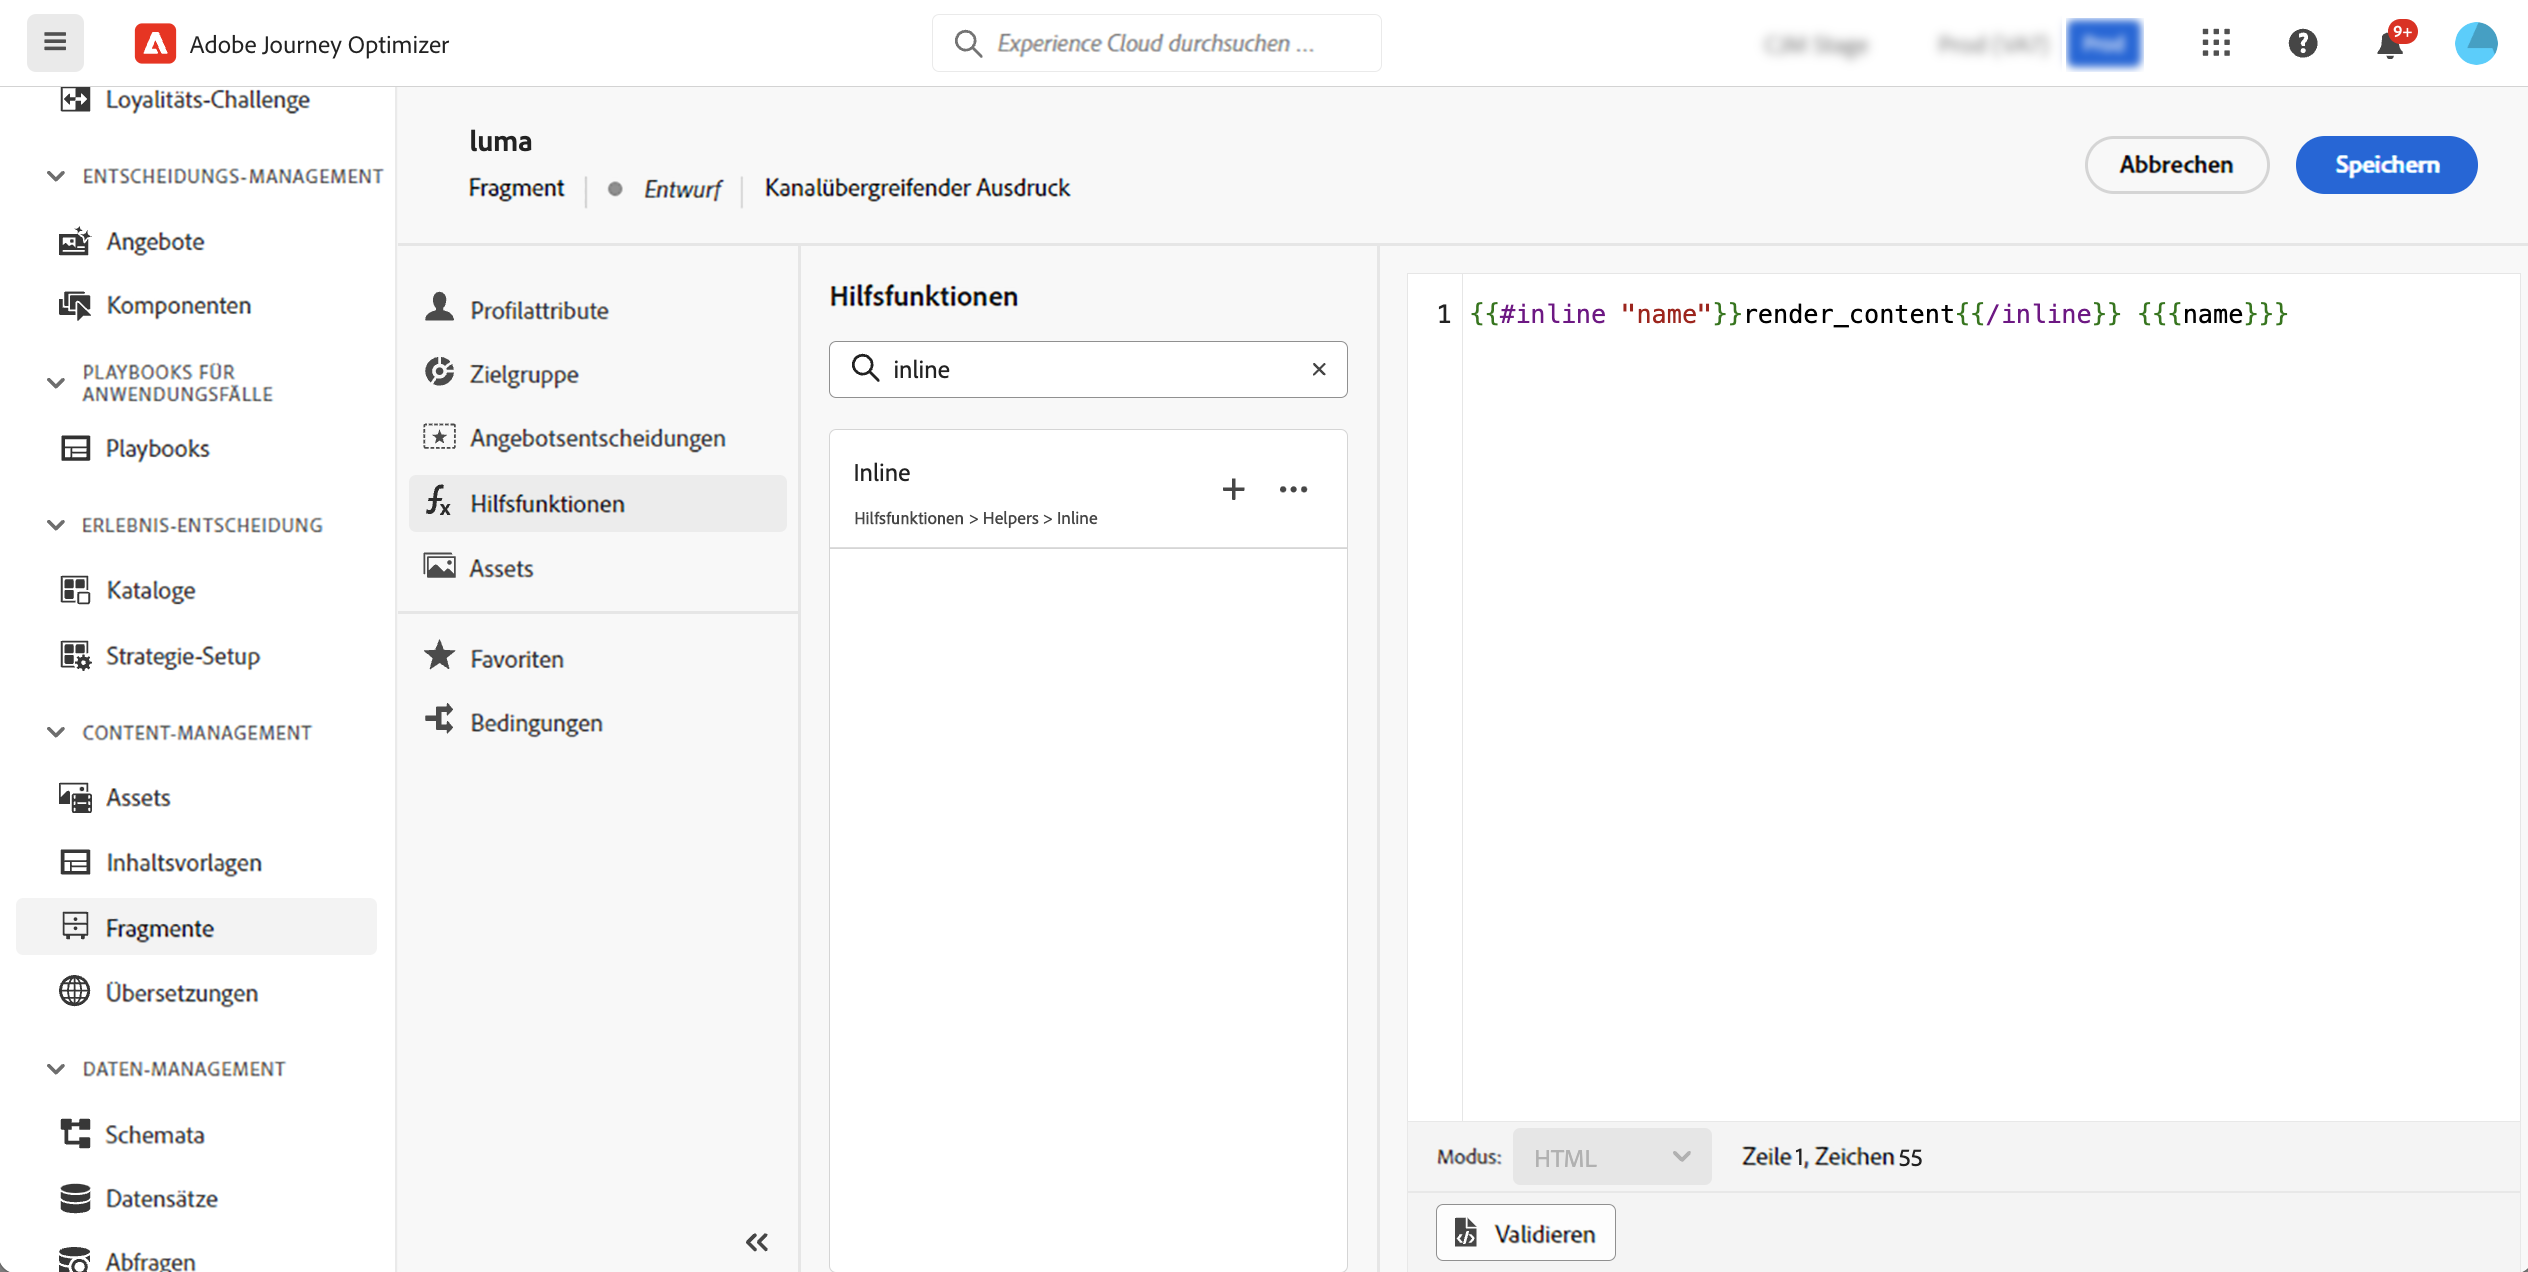 Adobe Journey Optimizer
Experience Cloud durchsuchen ...
9+
Loyalitäts-Challenge
ENTSCHEIDUNGS-MANAGEMENT
Angebote
Komponenten
PLAYBOOKS FÜR
ANWENDUNGSFÄLLE
Playbooks
ERLEBNIS-ENTSCHEIDUNG
Kataloge
Strategie-Setup
CONTENT-MANAGEMENT
Assets
Inhaltsvorlagen
Fragmente
Übersetzungen
DATEN-MANAGEMENT
Schemata
Datensätze
Abfragen
luma
Fragment Entwurf Kanalübergreifender Ausdruck
Abbrechen
Speichern
Profilattribute
Zielgruppe
Angebotsentscheidungen
Hilfsfunktionen
Assets
Favoriten
Bedingungen
Hilfsfunktionen
inline
Inline
Hilfsfunktionen > Helpers > Inline
1 {{#inline "name"}}render_content{{/inline}} {{{name}}}
Modus: HTML Zeile 1, Zeichen 55
Validieren